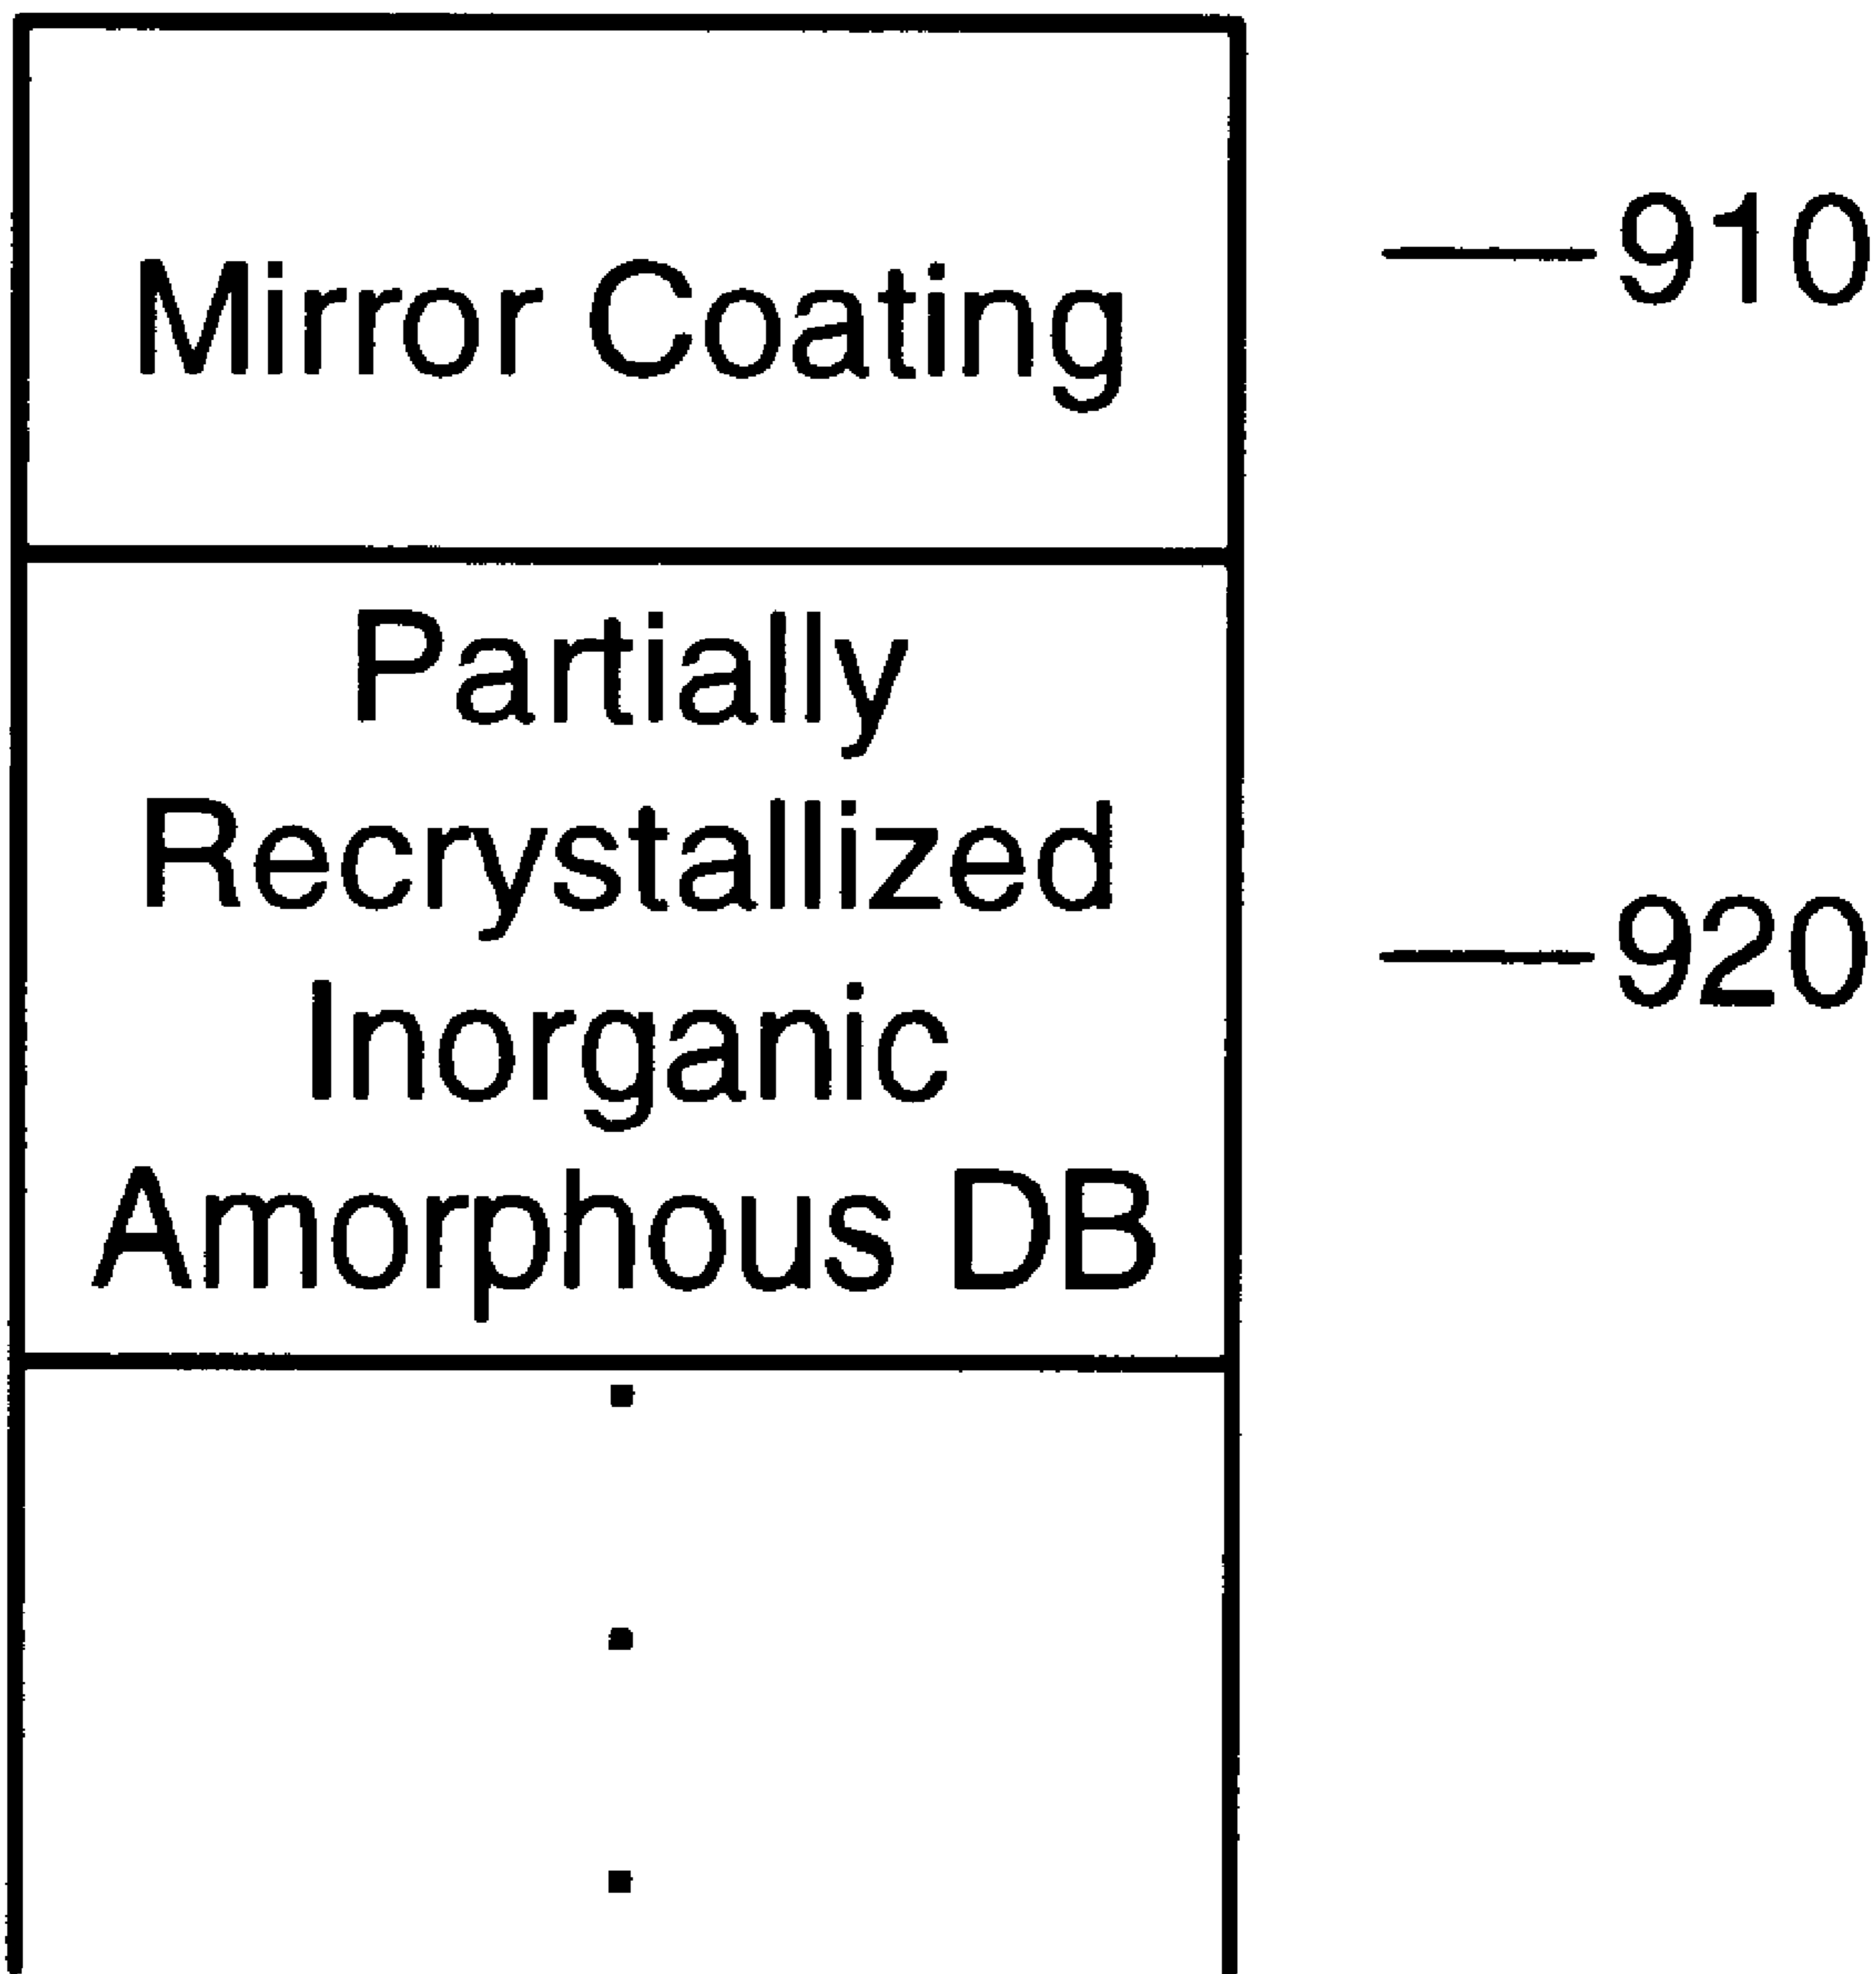 Mirror Coating
910
Partially
Recrystallized
Inorganic
Amorphous DB
920